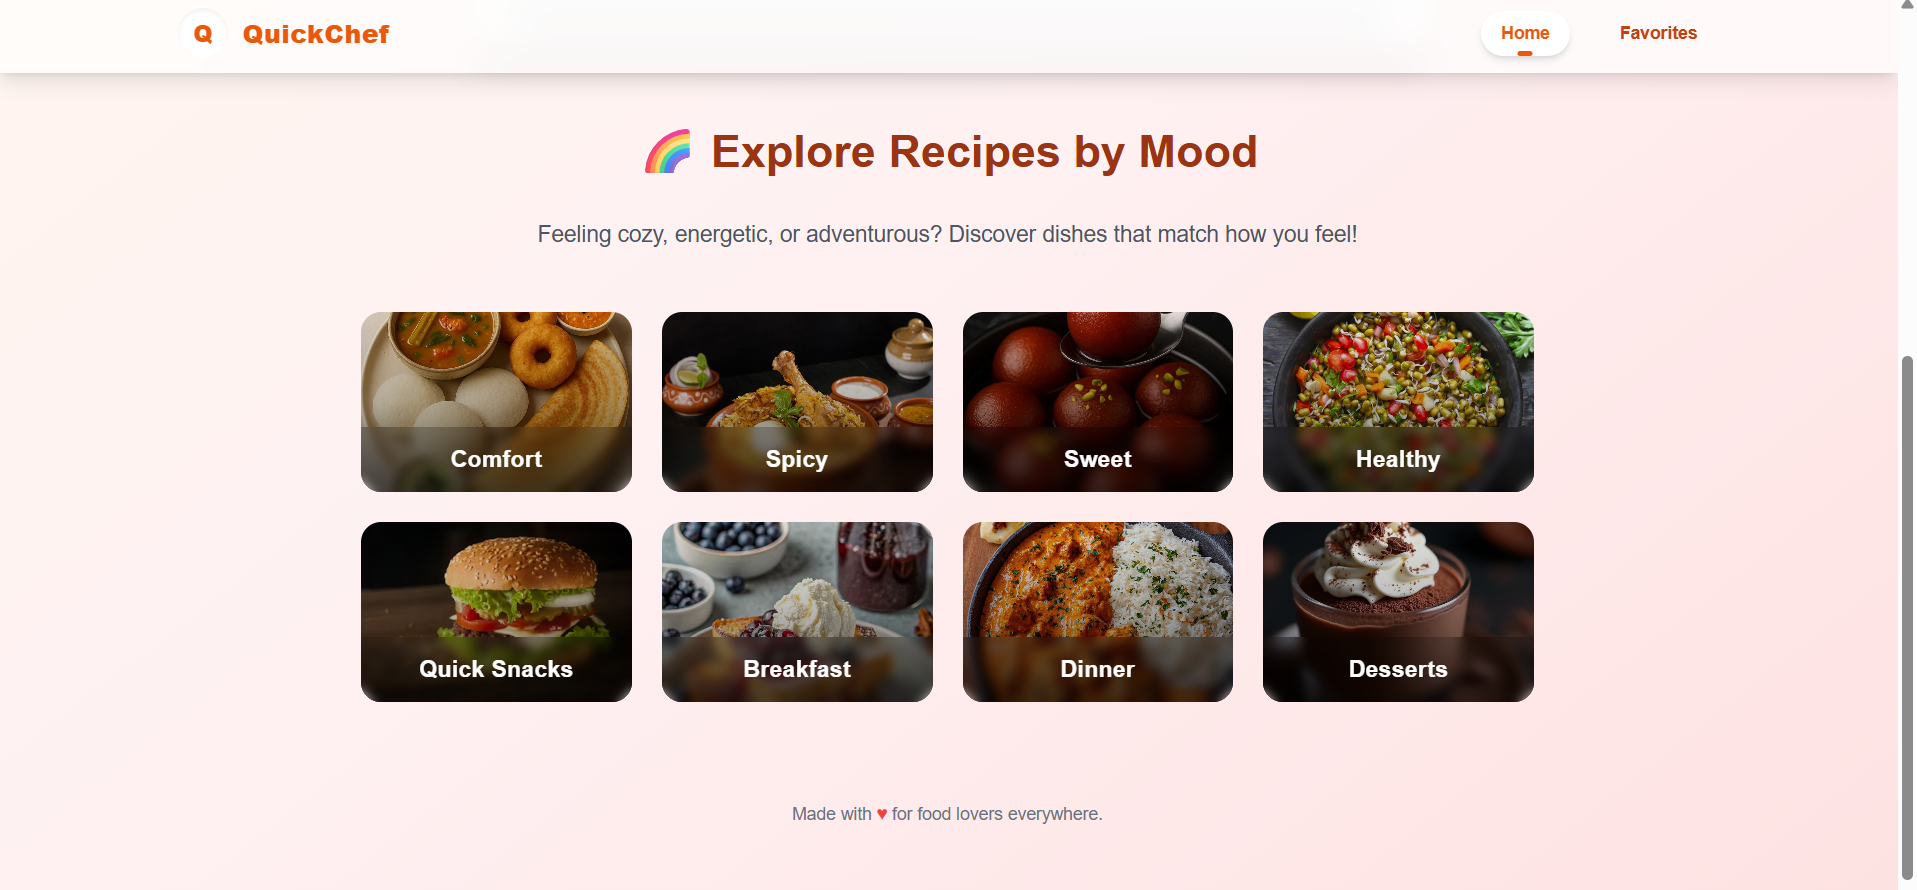 Q QuickChef Home Favorites
🌈 Explore Recipes by Mood
Feeling cozy, energetic, or adventurous? Discover dishes that match how you feel!
Comfort Spicy Sweet Healthy
Quick Snacks Breakfast Dinner Desserts
Made with ♥ for food lovers everywhere.